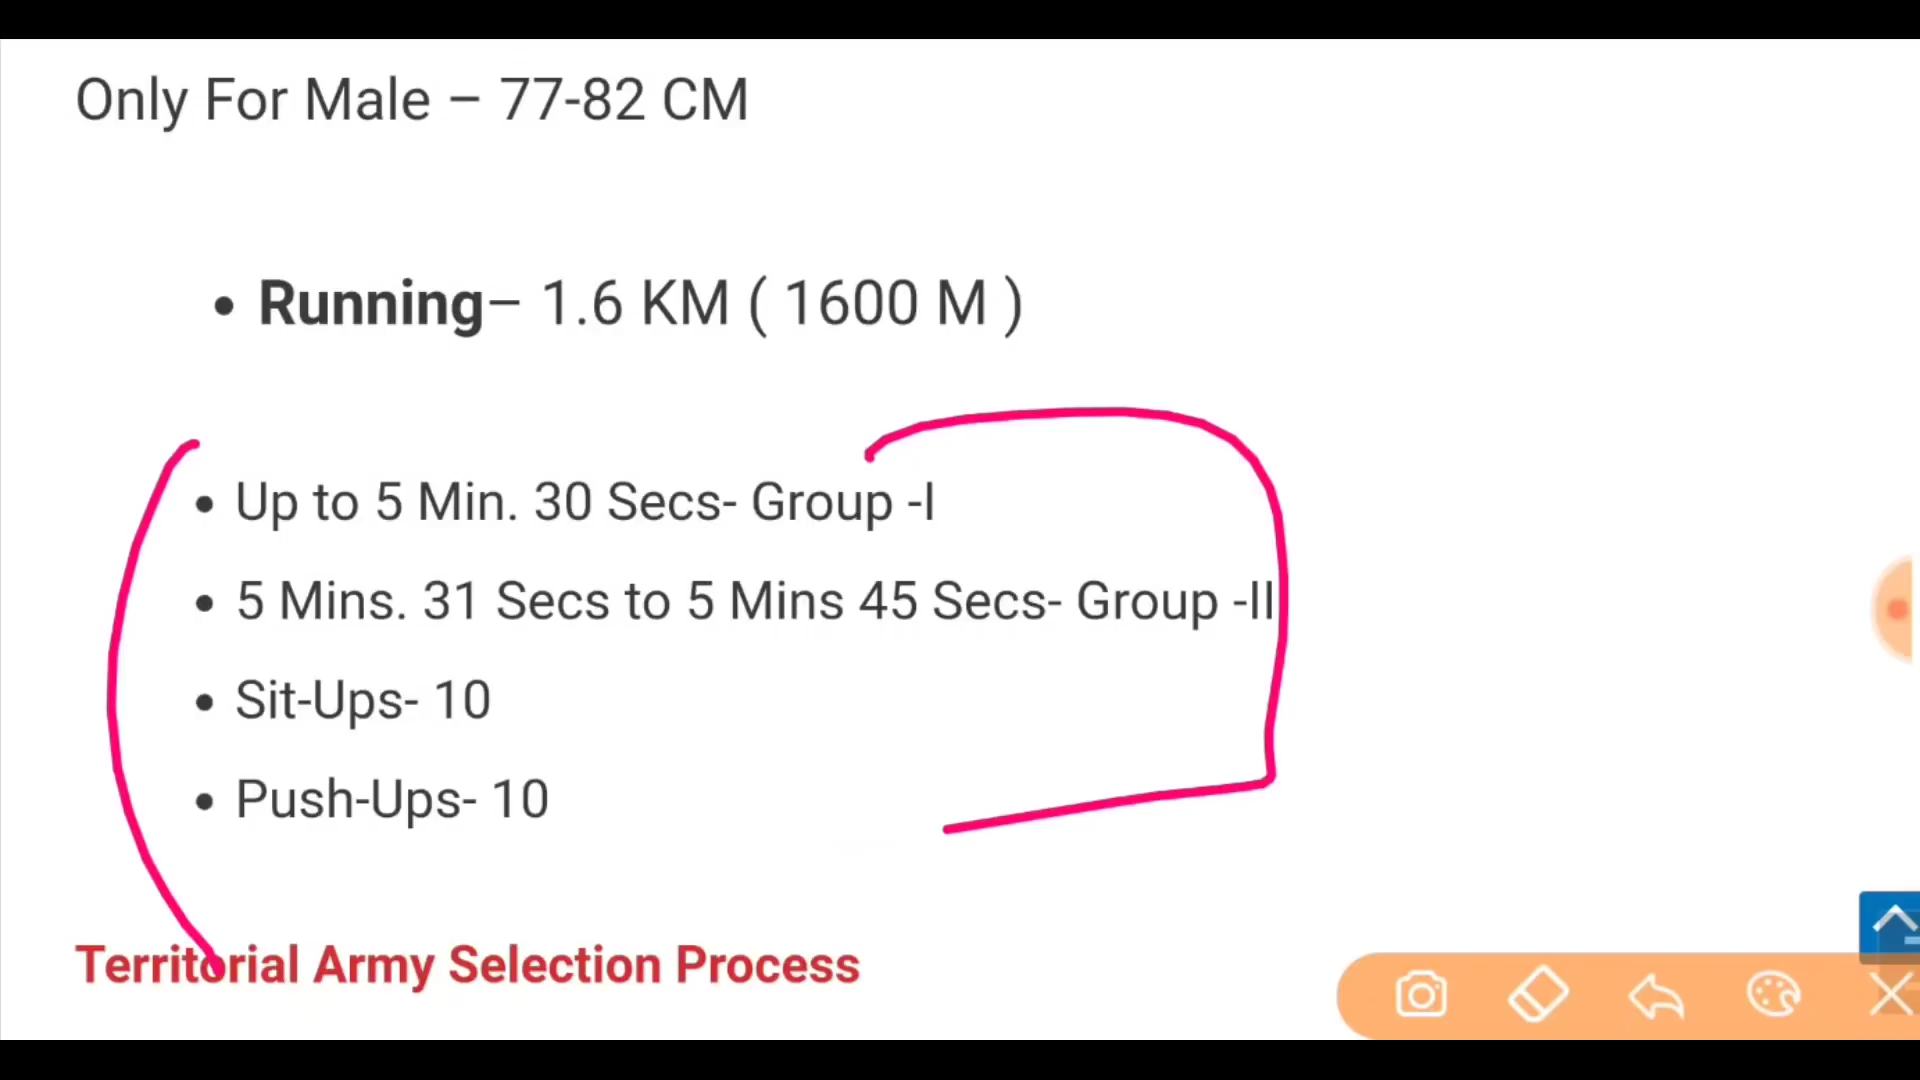 Only For Male – 77-82 CM
• Running– 1.6 KM ( 1600 M )
• Up to 5 Min. 30 Secs- Group -I
• 5 Mins. 31 Secs to 5 Mins 45 Secs- Group -II
• Sit-Ups- 10
• Push-Ups- 10
Territorial Army Selection Process